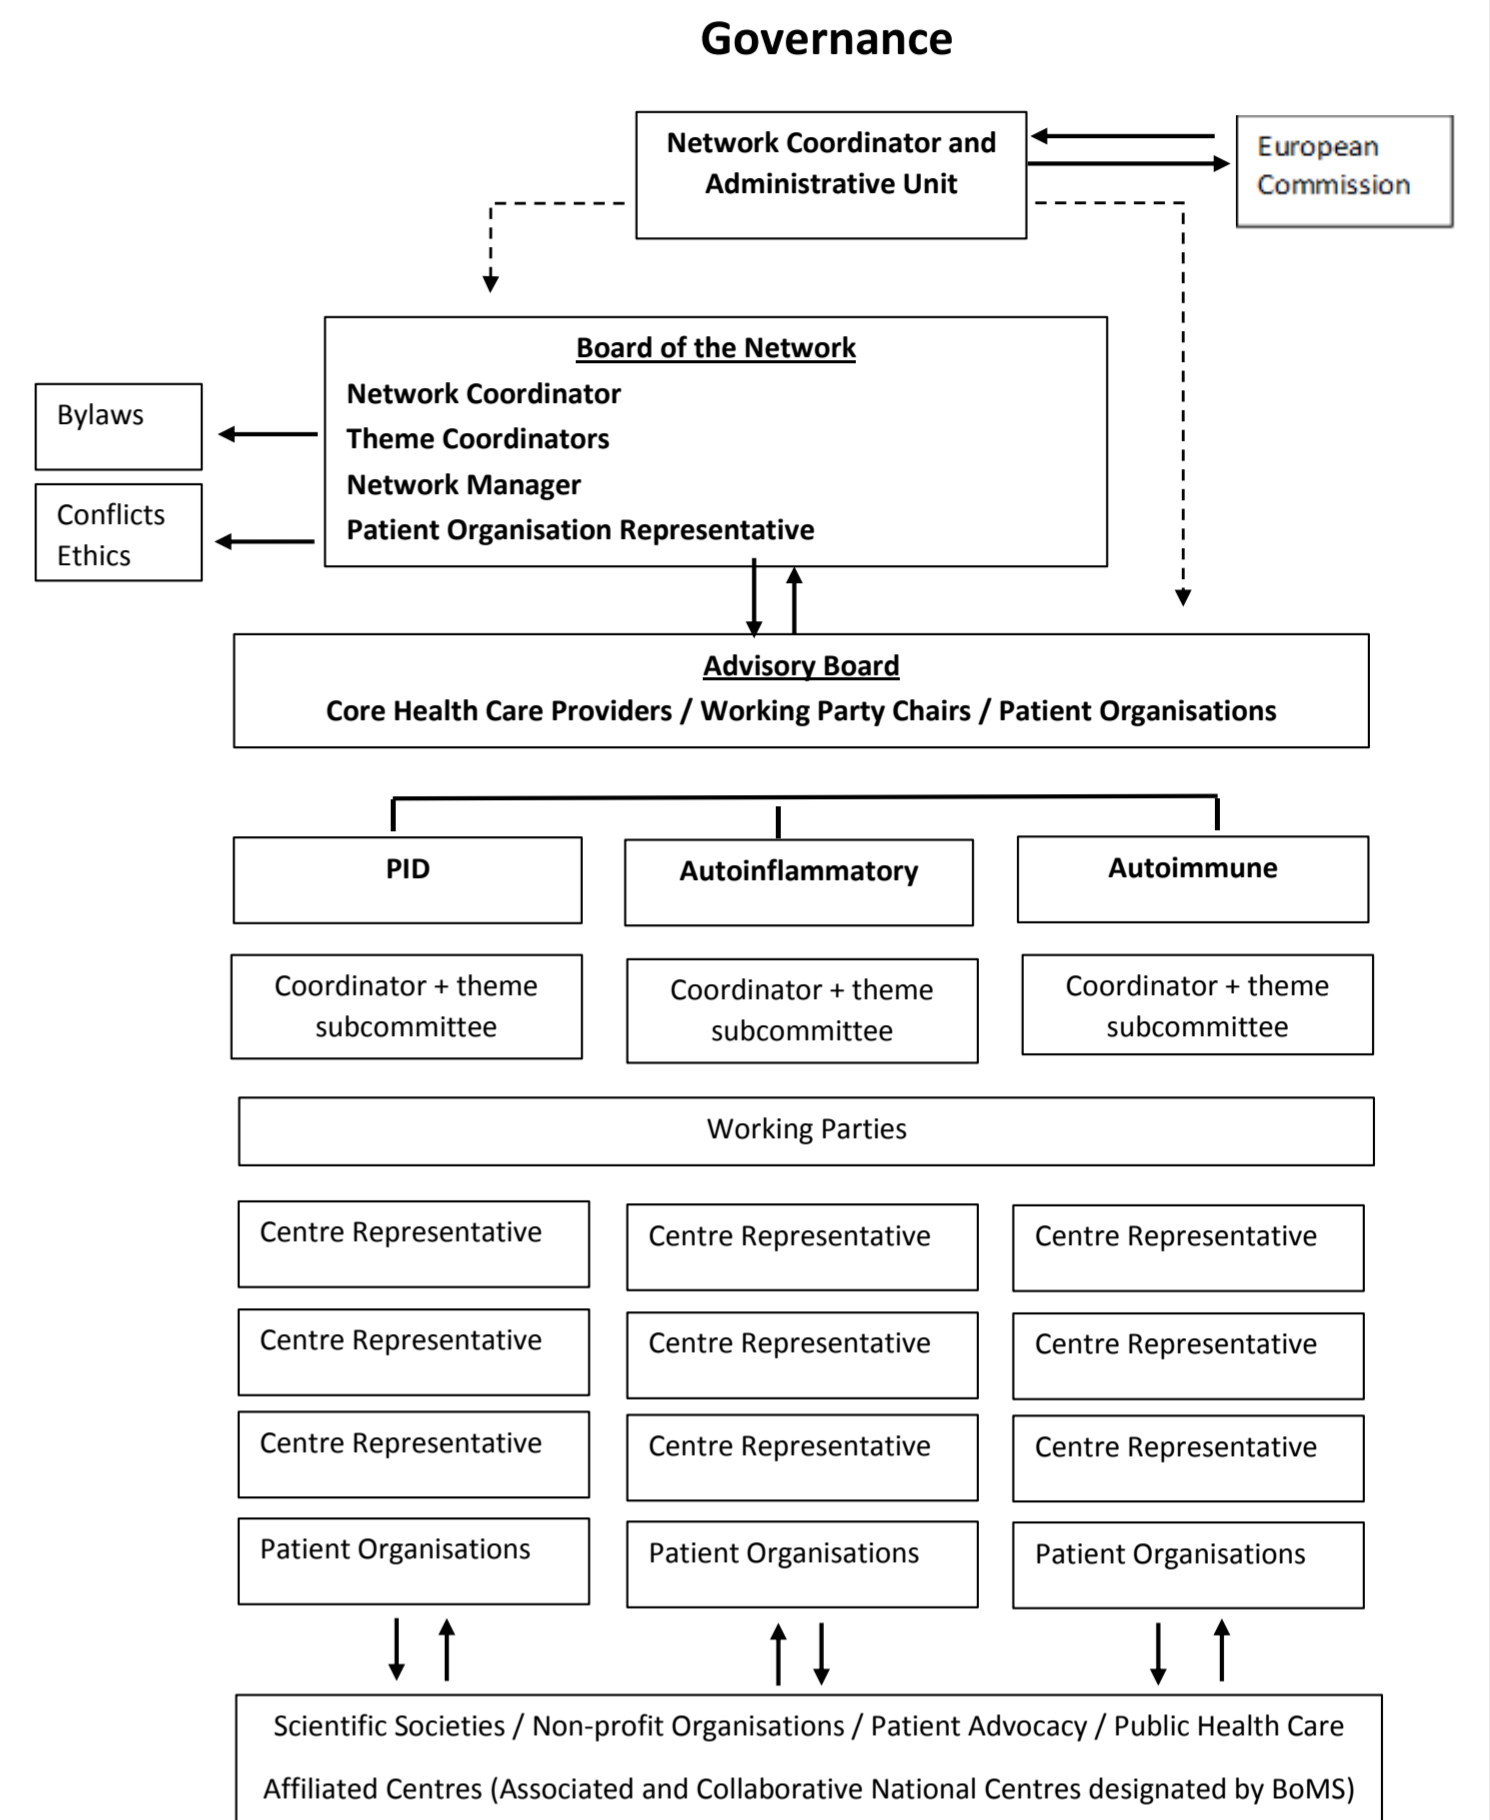 Governance
Network Coordinator and
Administrative Unit
European
Commission
Board of the Network
Network Coordinator
Theme Coordinators
Network Manager
Patient Organisation Representative
Bylaws
Conflicts
Ethics
Advisory Board
Core Health Care Providers / Working Party Chairs / Patient Organisations
PID
Autoinflammatory
Autoimmune
Coordinator + theme
subcommittee
Coordinator + theme
subcommittee
Coordinator + theme
subcommittee
Working Parties
Centre Representative
Centre Representative
Centre Representative
Centre Representative
Centre Representative
Centre Representative
Centre Representative
Centre Representative
Centre Representative
Patient Organisations
Patient Organisations
Patient Organisations
Scientific Societies / Non-profit Organisations / Patient Advocacy / Public Health Care
Affiliated Centres (Associated and Collaborative National Centres designated by BoMS)